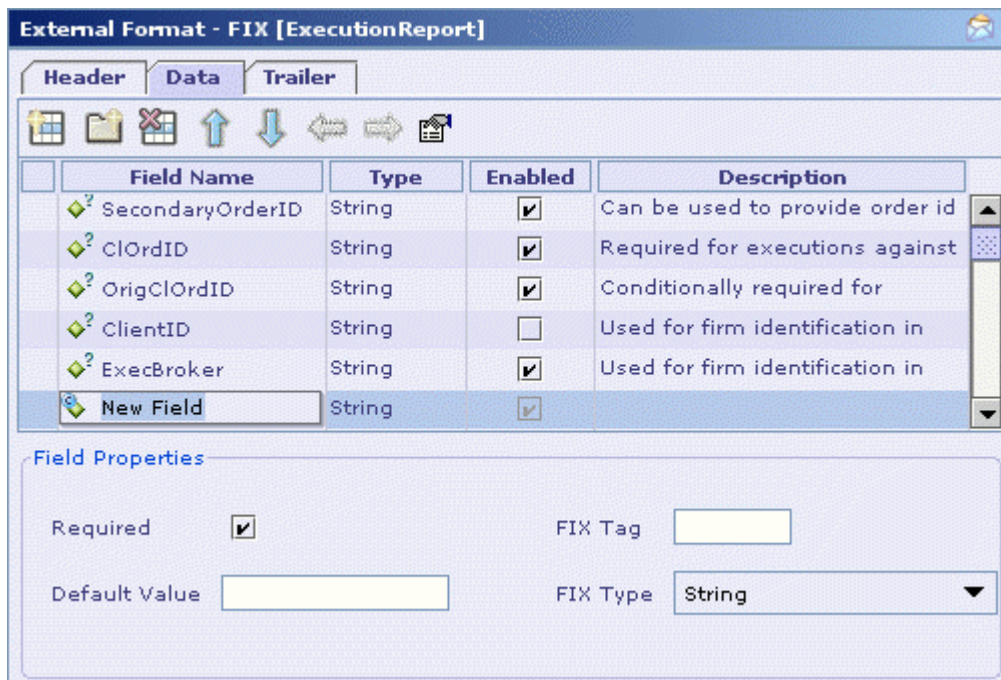 External Format - FIX [ExecutionReport]
Header Data Trailer
Field Name Type Enabled Description
SecondaryOrderID String Can be used to provide order id
ClOrdID String Required for executions against
OrigClOrdID String Conditionally required for
ClientID String Used for firm identification in
ExecBroker String Used for firm identification in
New Field String
Field Properties
Required FIX Tag
Default Value FIX Type String